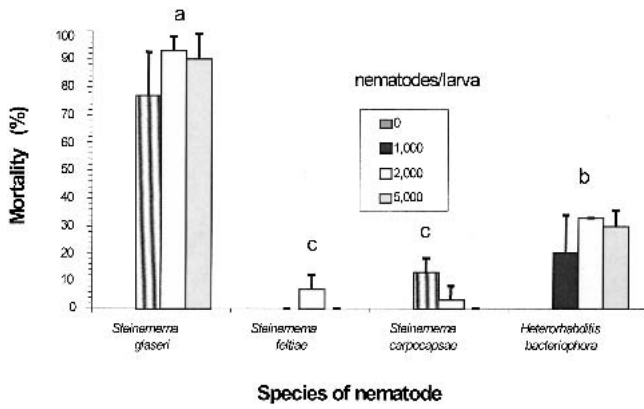 a
100
90
80
70
60
50
40
30
20
10
0
Mortality (%)
nematodes/larva
0
1,000
2,000
5,000
c
c
b
Steinernema
glaseri
Steinernema
feltiae
Steinernema
carpocapsae
Heterorhabditis
bacteriophora
Species of nematode